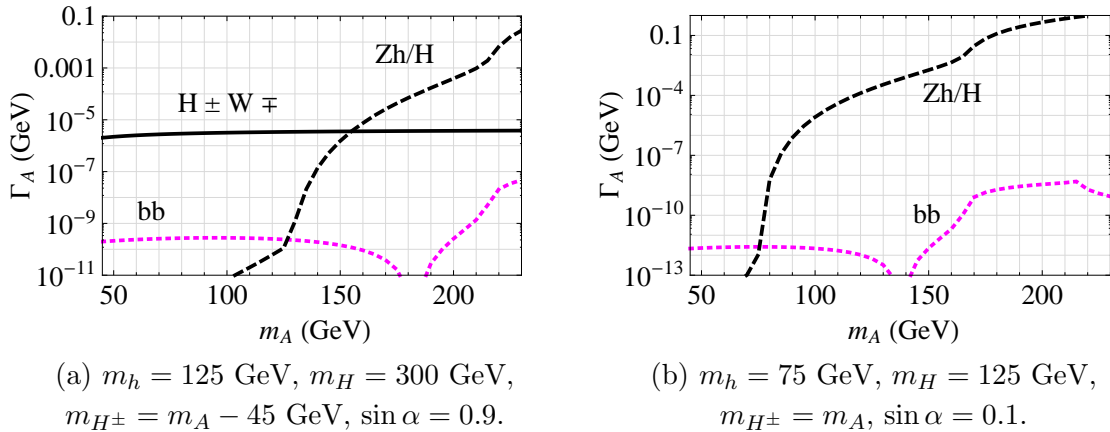 0.1
0.001
10⁻⁵
10⁻⁷
10⁻⁹
10⁻¹¹
Γ_A (GeV)
Zh/H
H ± W ∓
bb
50 100 150 200
m_A (GeV)
(a) m_h = 125 GeV, m_H = 300 GeV,
m_{H^±} = m_A − 45 GeV, sin α = 0.9.
0.1
10⁻⁴
10⁻⁷
10⁻¹⁰
10⁻¹³
Γ_A (GeV)
Zh/H
bb
50 100 150 200
m_A (GeV)
(b) m_h = 75 GeV, m_H = 125 GeV,
m_{H^±} = m_A, sin α = 0.1.